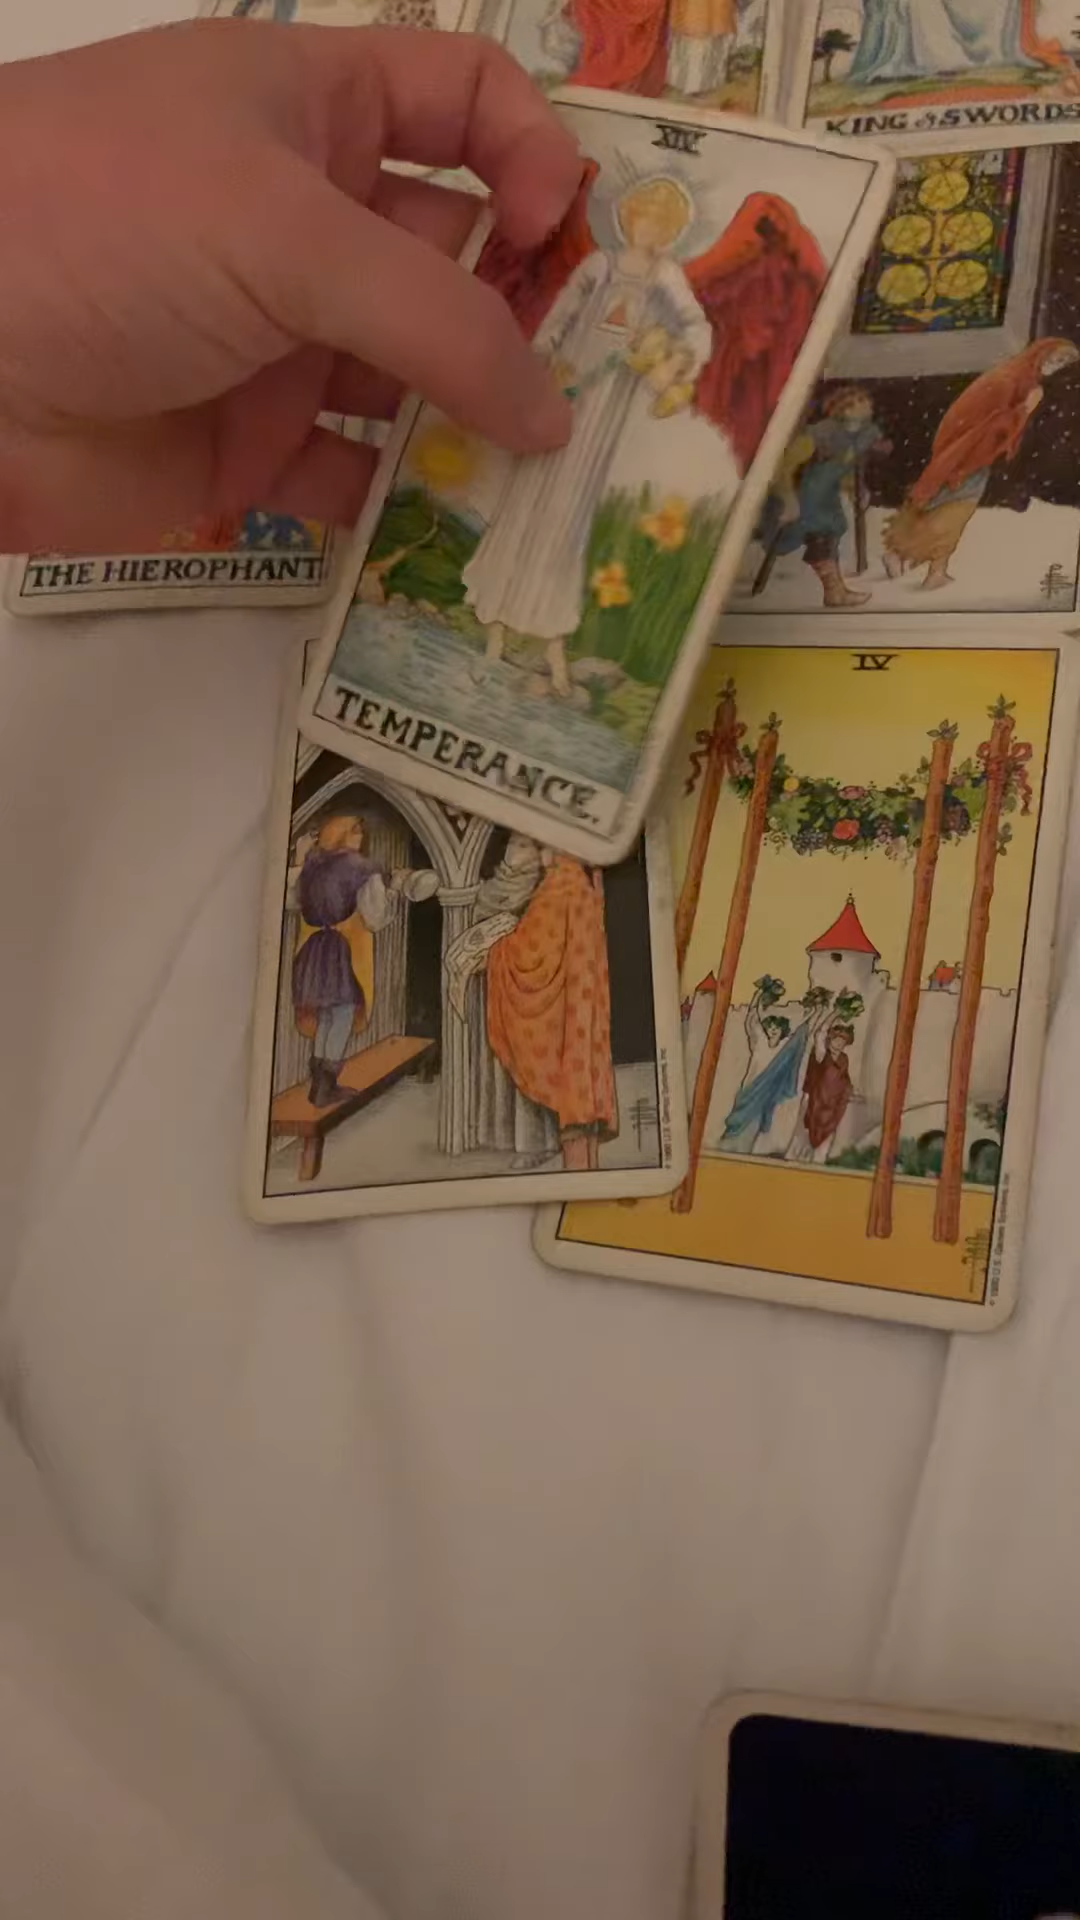 XIV
KING of SWORDS
THE HIEROPHANT
TEMPERANCE.
IV